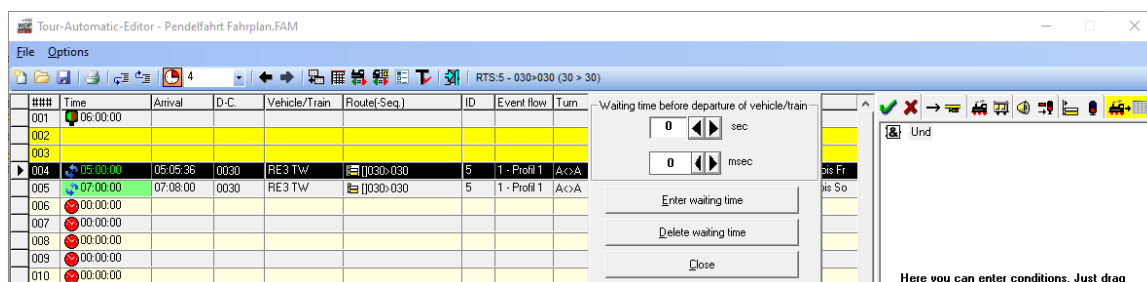 Tour-Automatic-Editor - Pendelfahrt Fahrplan.FAM
File Options
4 RTS:5 - 030>030 (30 > 30)
### Time Arrival D-C. Vehicle/Train Route(-Seq.) ID Event flow Turn
Waiting time before departure of vehicle/train
001 06:00:00
& Und
0 sec
002
003
0 msec
004 05:00:00 05:05:36 0030 RE3 TW []030>030 5 1 - Profil 1 A<>A bis Fr
005 07:00:00 07:08:00 0030 RE3 TW []030>030 5 1 - Profil 1 A<>A bis So
Enter waiting time
006 00:00:00
007 00:00:00
Delete waiting time
008 00:00:00
009 00:00:00
Close
010 00:00:00
Here you can enter conditions. Just drag